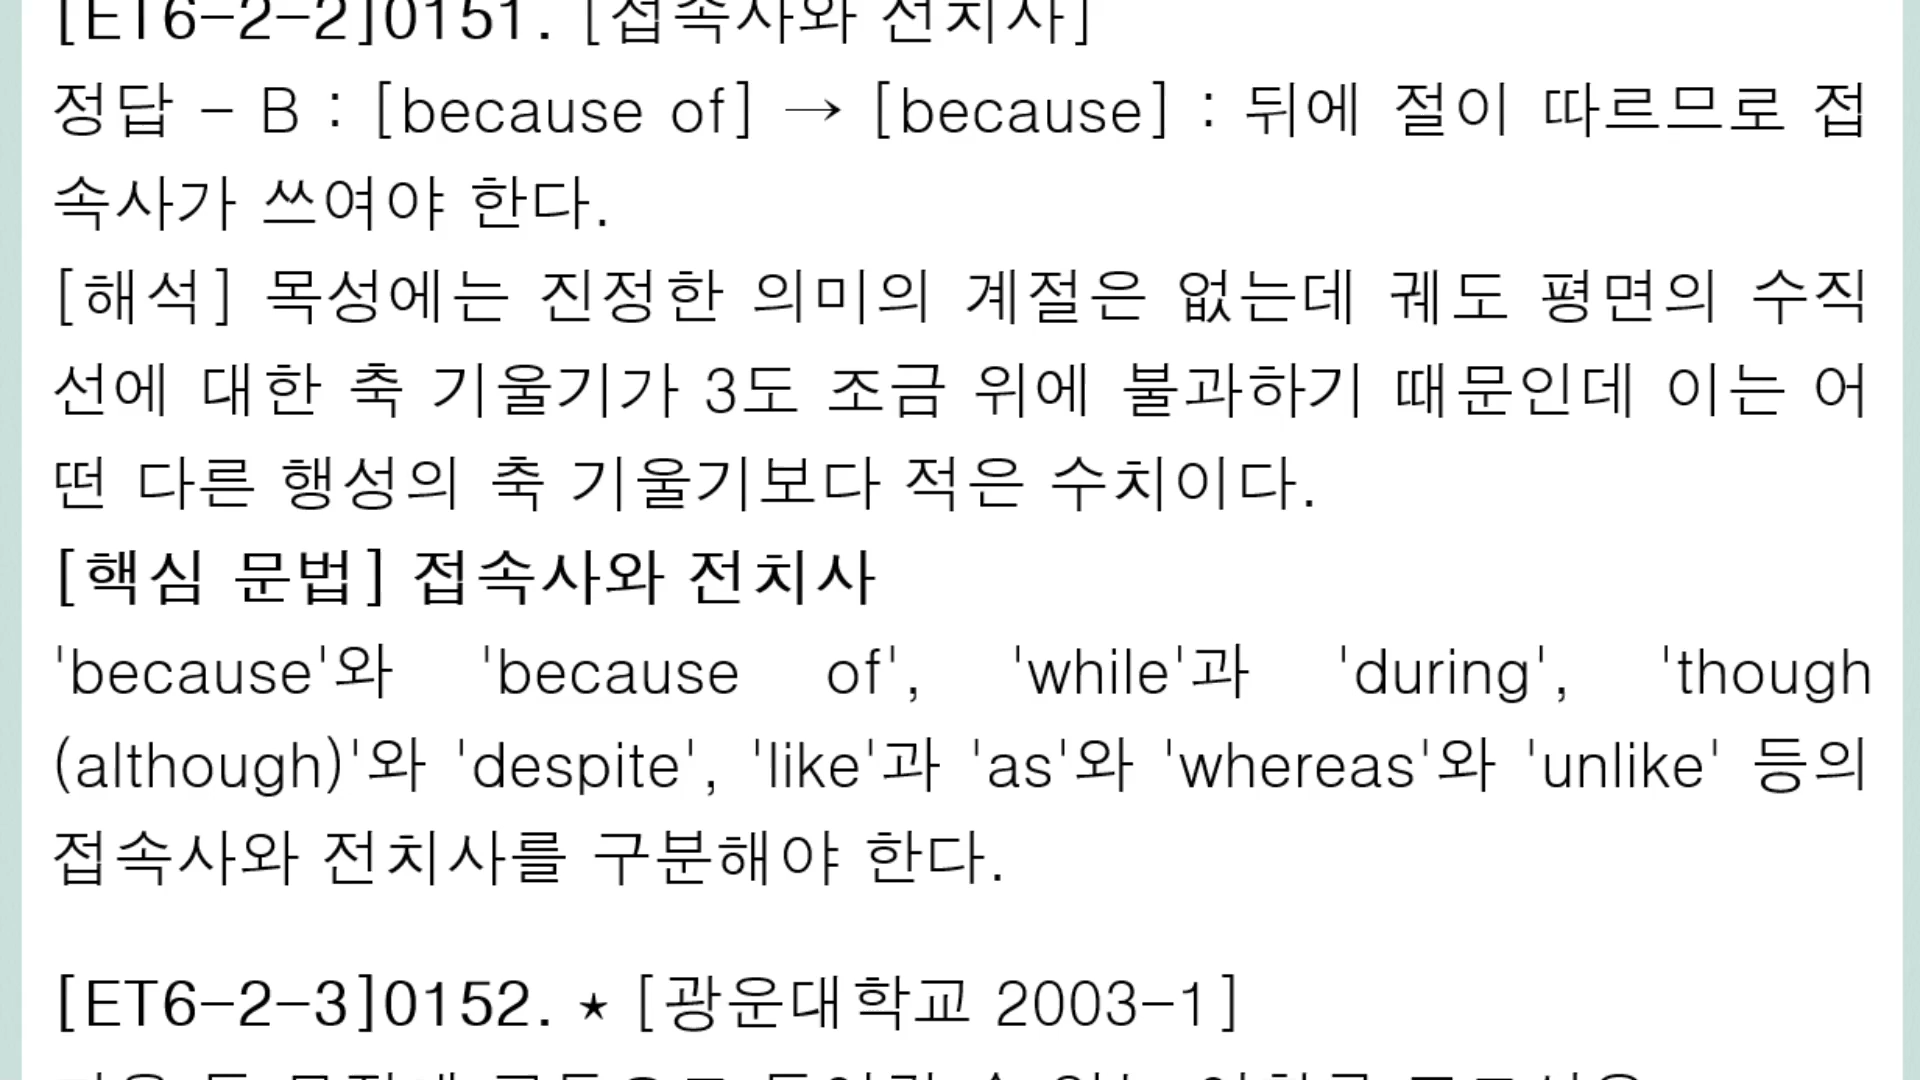 [ET6-2-2]0151. [접속사와 전치사]
정답 - B : [because of] → [because] : 뒤에 절이 따르므로 접
속사가 쓰여야 한다.
[해석] 목성에는 진정한 의미의 계절은 없는데 궤도 평면의 수직
선에 대한 축 기울기가 3도 조금 위에 불과하기 때문인데 이는 어
떤 다른 행성의 축 기울기보다 적은 수치이다.
[핵심 문법] 접속사와 전치사
'because'와 'because of', 'while'과 'during', 'though
(although)'와 'despite', 'like'과 'as'와 'whereas'와 'unlike' 등의
접속사와 전치사를 구분해야 한다.
[ET6-2-3]0152. ⋆ [광운대학교 2003-1]